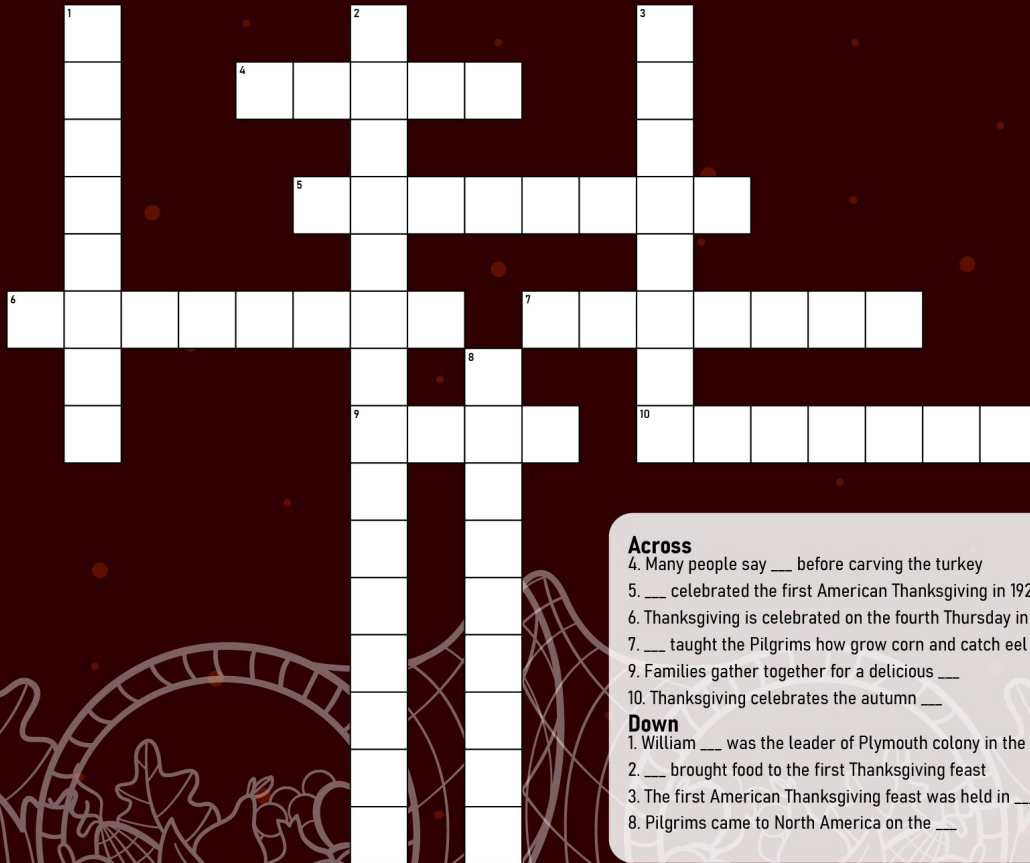 1
2
3
4
5
6
7
8
9
10
Across
4. Many people say ___ before carving the turkey
5. ___ celebrated the first American Thanksgiving in 192
6. Thanksgiving is celebrated on the fourth Thursday in
7. ___ taught the Pilgrims how grow corn and catch eel
9. Families gather together for a delicious ___
10. Thanksgiving celebrates the autumn ___
Down
1. William ___ was the leader of Plymouth colony in the
2. ___ brought food to the first Thanksgiving feast
3. The first American Thanksgiving feast was held in ___
8. Pilgrims came to North America on the ___